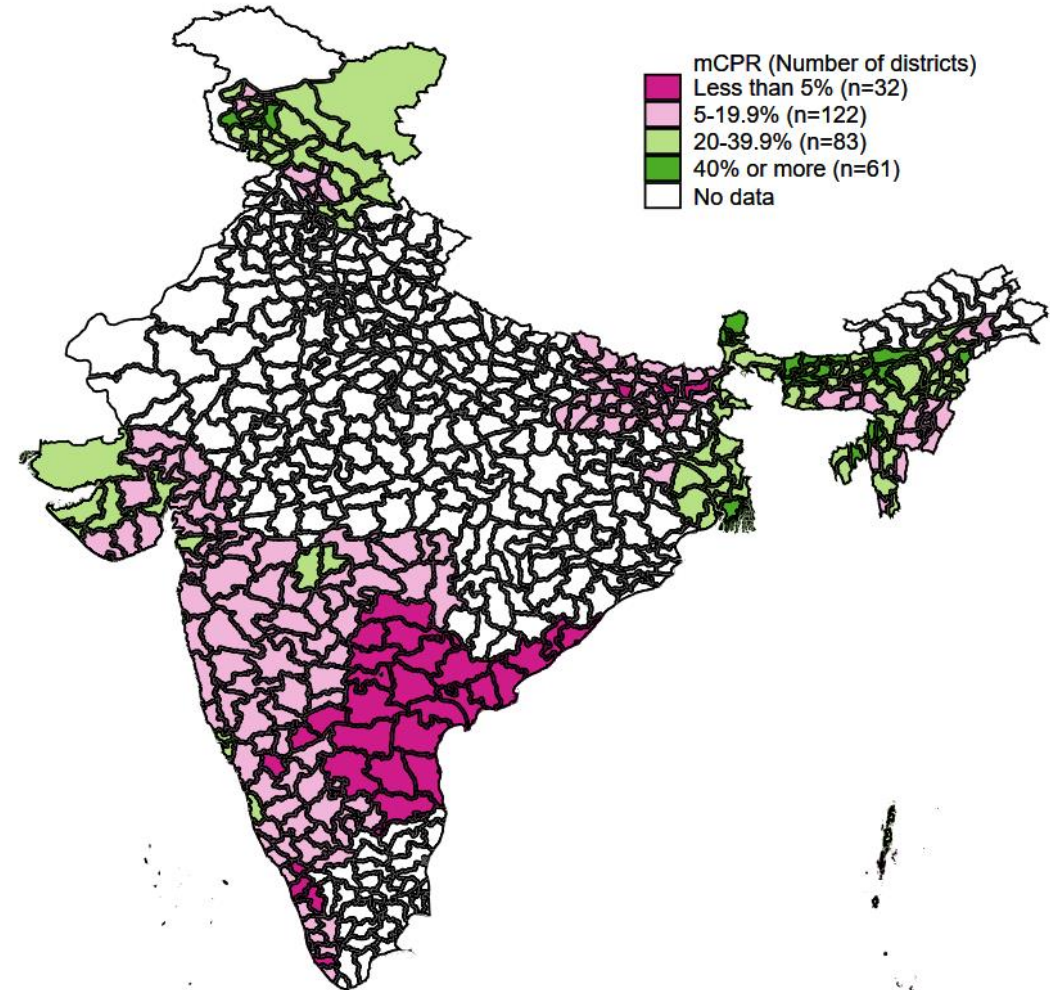 mCPR (Number of districts)
Less than 5% (n=32)
5-19.9% (n=122)
20-39.9% (n=83)
40% or more (n=61)
No data